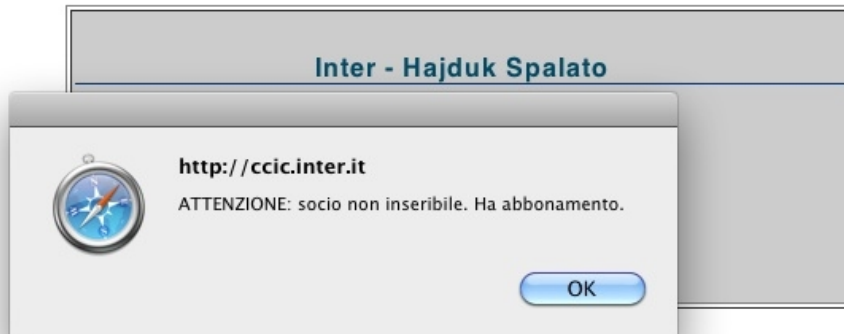 Inter - Hajduk Spalato
http://ccic.inter.it
ATTENZIONE: socio non inseribile. Ha abbonamento.
OK